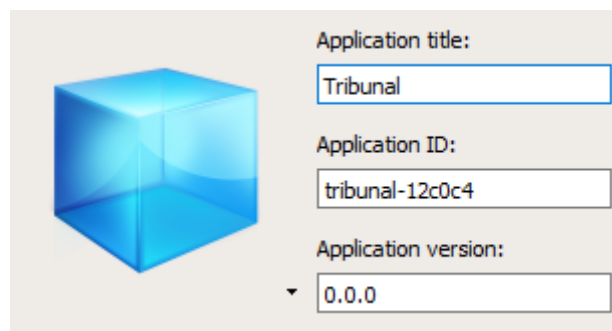 Application title:
Tribunal
Application ID:
tribunal-12c0c4
Application version:
0.0.0